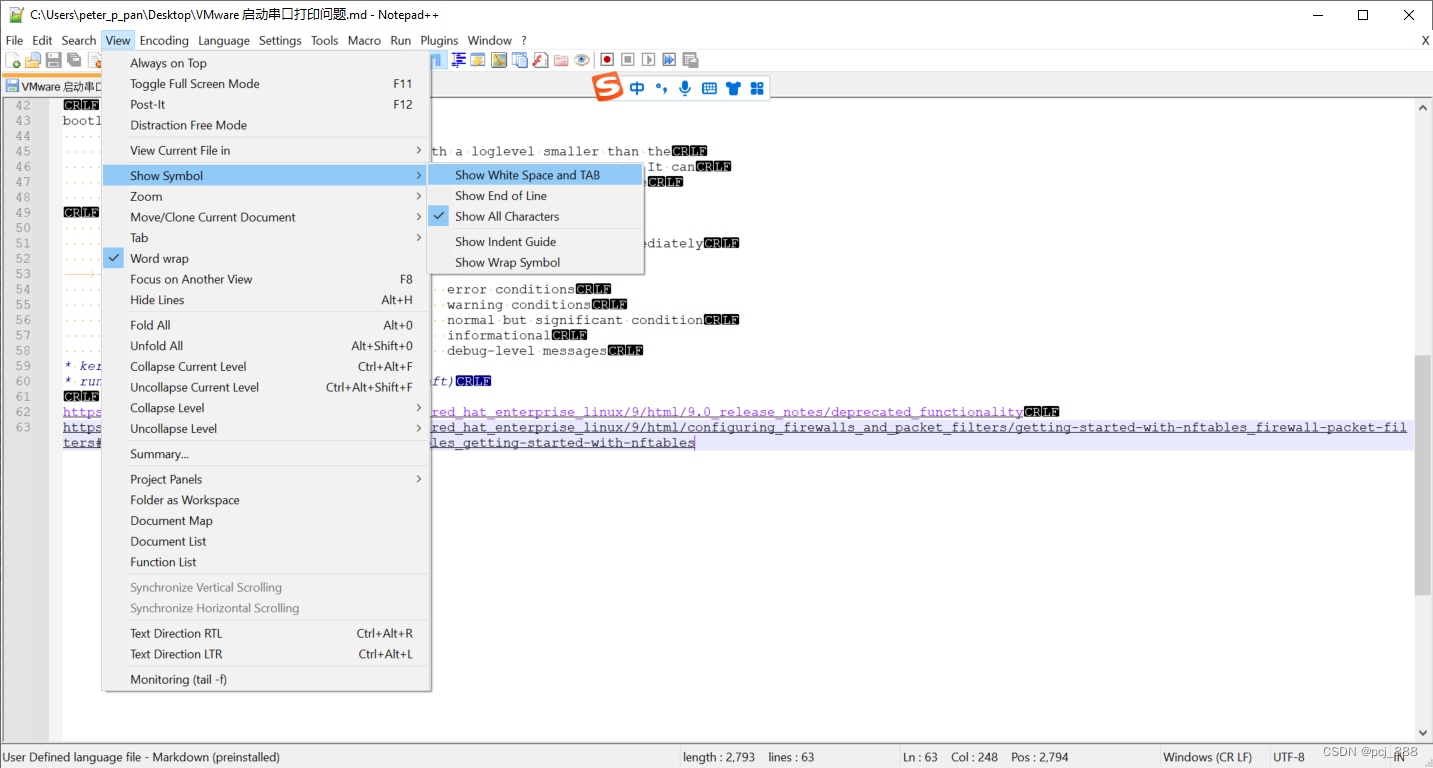 C:\Users\peter_p_pan\Desktop\VMware 启动串口打印问题.md - Notepad++
File Edit Search View Encoding Language Settings Tools Macro Run Plugins Window ? X
VMware 启动串口
中
Always on Top
Toggle Full Screen Mode F11
Post-It F12
Distraction Free Mode
View Current File in
Show Symbol
Zoom
Move/Clone Current Document
Tab
Word wrap
Focus on Another View F8
Hide Lines Alt+H
Fold All Alt+0
Unfold All Alt+Shift+0
Collapse Current Level Ctrl+Alt+F
Uncollapse Current Level Ctrl+Alt+Shift+F
Collapse Level
Uncollapse Level
Summary...
Project Panels
Folder as Workspace
Document Map
Document List
Function List
Synchronize Vertical Scrolling
Synchronize Horizontal Scrolling
Text Direction RTL Ctrl+Alt+R
Text Direction LTR Ctrl+Alt+L
Monitoring (tail -f)
Show White Space and TAB
Show End of Line
Show All Characters
Show Indent Guide
Show Wrap Symbol
42 CRLF
43 bootl
44
45 th a loglevel smaller than theCRLF
46 It canCRLF
47 CRLF
48
49 CRLF
50
51 ediatelyCRLF
52
53
54 error conditionsCRLF
55 warning conditionsCRLF
56 normal but significant conditionCRLF
57 informationalCRLF
58 debug-level messagesCRLF
59 * ker
60 * run ft)CRLF
61 CRLF
62 https red_hat_enterprise_linux/9/html/9.0_release_notes/deprecated_functionalityCRLF
63 https red_hat_enterprise_linux/9/html/configuring_firewalls_and_packet_filters/getting-started-with-nftables_firewall-packet-fil
ters# les_getting-started-with-nftables
User Defined language file - Markdown (preinstalled) length : 2,793 lines : 63 Ln : 63 Col : 248 Pos : 2,794 Windows (CR LF) UTF-8 IN
CSDN @pcj_888